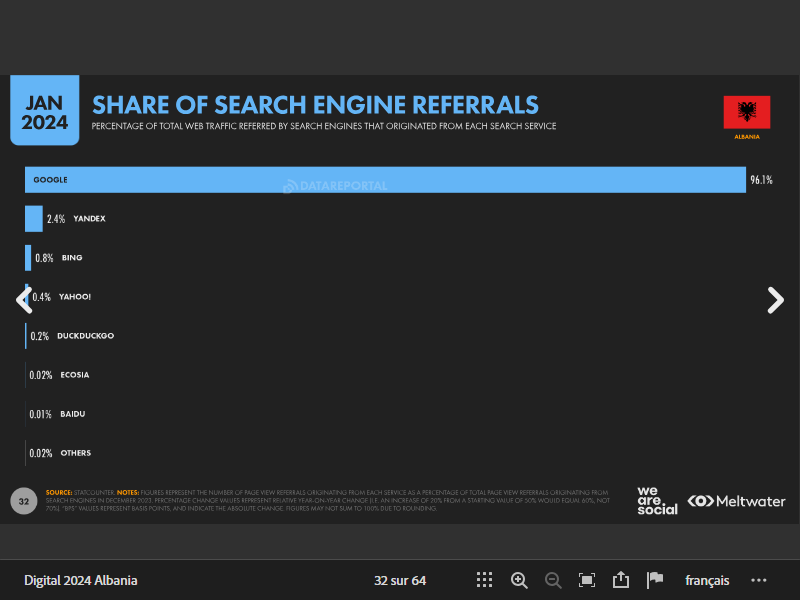 JAN
2024
SHARE OF SEARCH ENGINE REFERRALS
PERCENTAGE OF TOTAL WEB TRAFFIC REFERRED BY SEARCH ENGINES THAT ORIGINATED FROM EACH SEARCH SERVICE
ALBANIA
GOOGLE 96.1%
DATAREPORTAL
2.4% YANDEX
0.8% BING
0.4% YAHOO!
0.2% DUCKDUCKGO
0.02% ECOSIA
0.01% BAIDU
0.02% OTHERS
32
SOURCE: STATCOUNTER. NOTES: FIGURES REPRESENT THE NUMBER OF PAGE VIEW REFERRALS ORIGINATING FROM EACH SERVICE AS A PERCENTAGE OF TOTAL PAGE VIEW REFERRALS ORIGINATING FROM
SEARCH ENGINES IN DECEMBER 2023. PERCENTAGE CHANGE VALUES REPRESENT RELATIVE YEAR-ON-YEAR CHANGE (I.E. AN INCREASE OF 20% FROM A STARTING VALUE OF 50% WOULD EQUAL 60%, NOT
70%). "BPS" VALUES REPRESENT BASIS POINTS, AND INDICATE THE ABSOLUTE CHANGE. FIGURES MAY NOT SUM TO 100% DUE TO ROUNDING.
we
are.
social
Meltwater
Digital 2024 Albania
32 sur 64
français